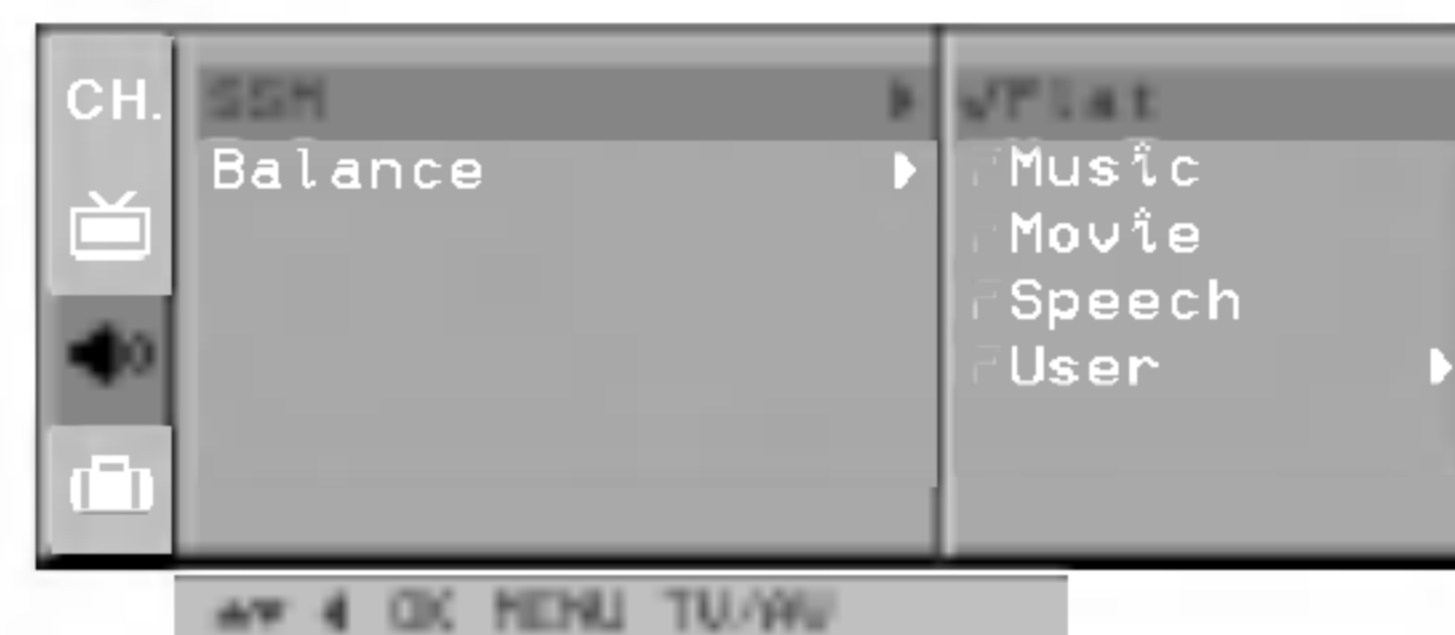 CH.
SSM
Balance
√Flat
Music
Movie
Speech
User
OK MENU TV/AV